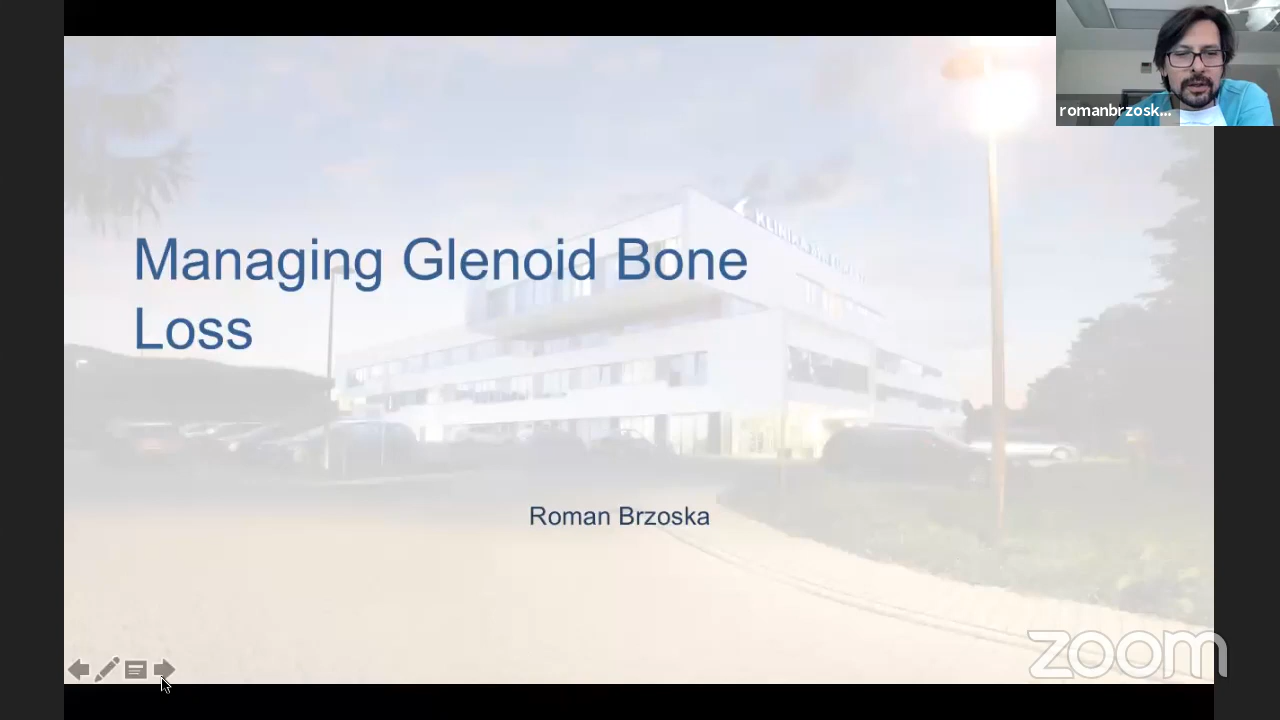 romanbrzosk...
Managing Glenoid Bone
Loss
Roman Brzoska
zoom